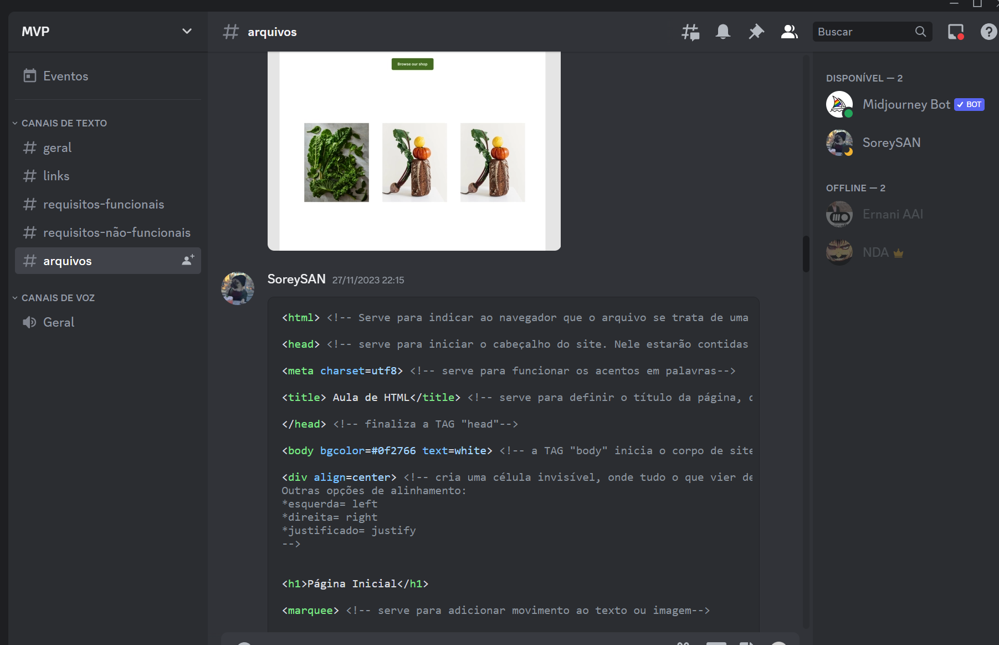 MVP
Eventos
CANAIS DE TEXTO
geral
links
requisitos-funcionais
requisitos-não-funcionais
arquivos
CANAIS DE VOZ
Geral
arquivos
Buscar
Browse our shop
SoreySAN 27/11/2023 22:15
<html> <!-- Serve para indicar ao navegador que o arquivo se trata de uma
<head> <!-- serve para iniciar o cabeçalho do site. Nele estarão contidas
<meta charset=utf8> <!-- serve para funcionar os acentos em palavras-->
<title> Aula de HTML</title> <!-- serve para definir o título da página,
</head> <!-- finaliza a TAG "head"-->
<body bgcolor=#0f2766 text=white> <!-- a TAG "body" inicia o corpo de site
<div align=center> <!-- cria uma célula invisível, onde tudo o que vier de
Outras opções de alinhamento:
*esquerda= left
*direita= right
*justificado= justify
-->
<h1>Página Inicial</h1>
<marquee> <!-- serve para adicionar movimento ao texto ou imagem-->
DISPONÍVEL — 2
Midjourney Bot BOT
SoreySAN
OFFLINE — 2
Ernani AAI
NDA